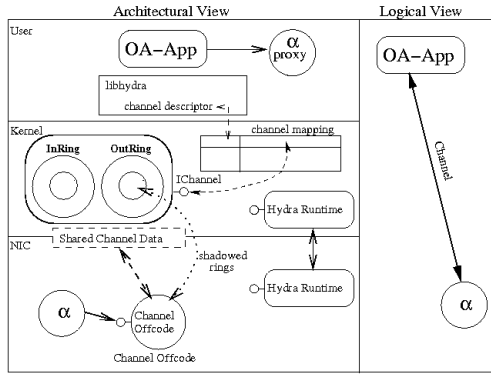 Architectural View
Logical View
User
OA-App
α
proxy
OA-App
libhydra
channel descriptor
Kernel
channel mapping
InRing
OutRing
IChannel
Channel
Hydra Runtime
Shared Channel Data
NIC
shadowed
rings
Hydra Runtime
α
Channel
Offcode
α
Channel Offcode